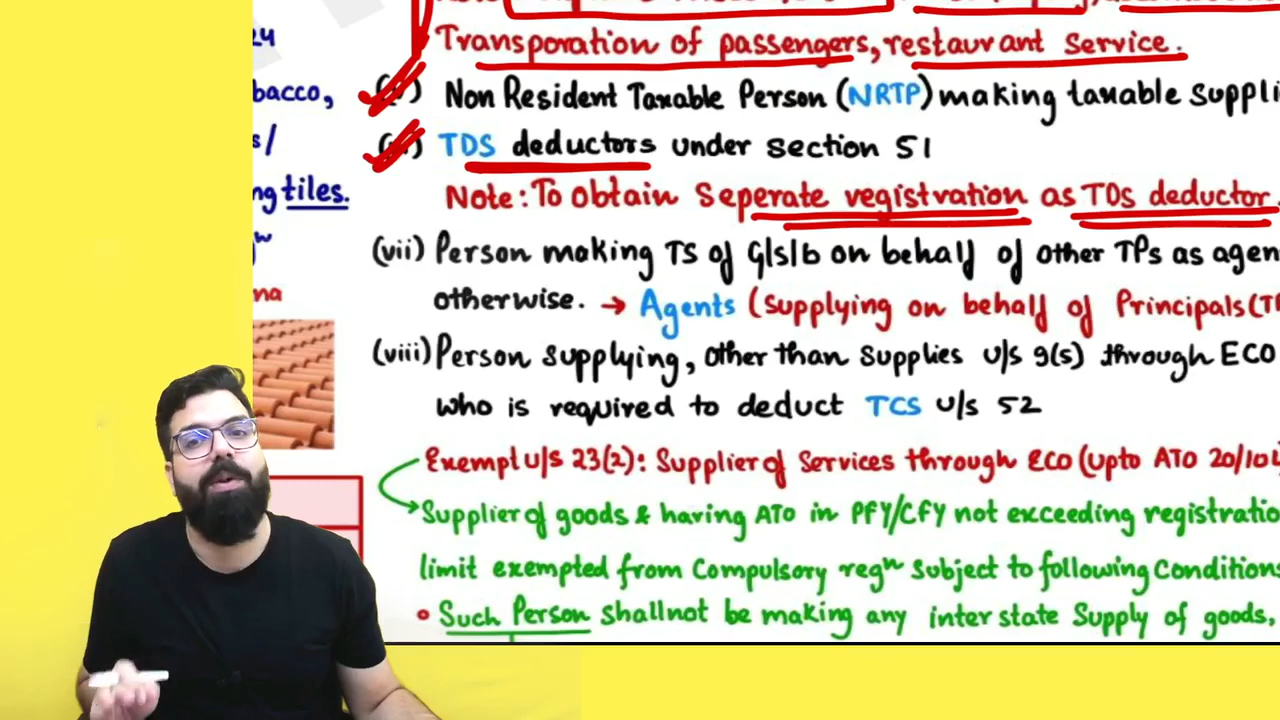 24
bacco,
s/
ng tiles.
na
Transporation of passengers, restaurant service.
Non Resident Taxable Person (NRTP) making taxable suppli
TDS deductors under section 51
Note: To obtain Seperate registration as TDs deductor.
(vii) Person making TS of G|S|b on behalf of other TPs as agen
otherwise. → Agents (Supplying on behalf of Principals (TP
(viii) Person supplying, other than supplies u/s 9(5) through ECO
who is required to deduct TCS u/s 52
Exempt u/s 23(2): Supplier of Services through ECO (upto ATO 20/10L
Supplier of goods & having ATO in PFY/CFY not exceeding registratio
limit exempted from Compulsory regn Subject to following Conditions
• Such Person shall not be making any inter state Supply of goods,